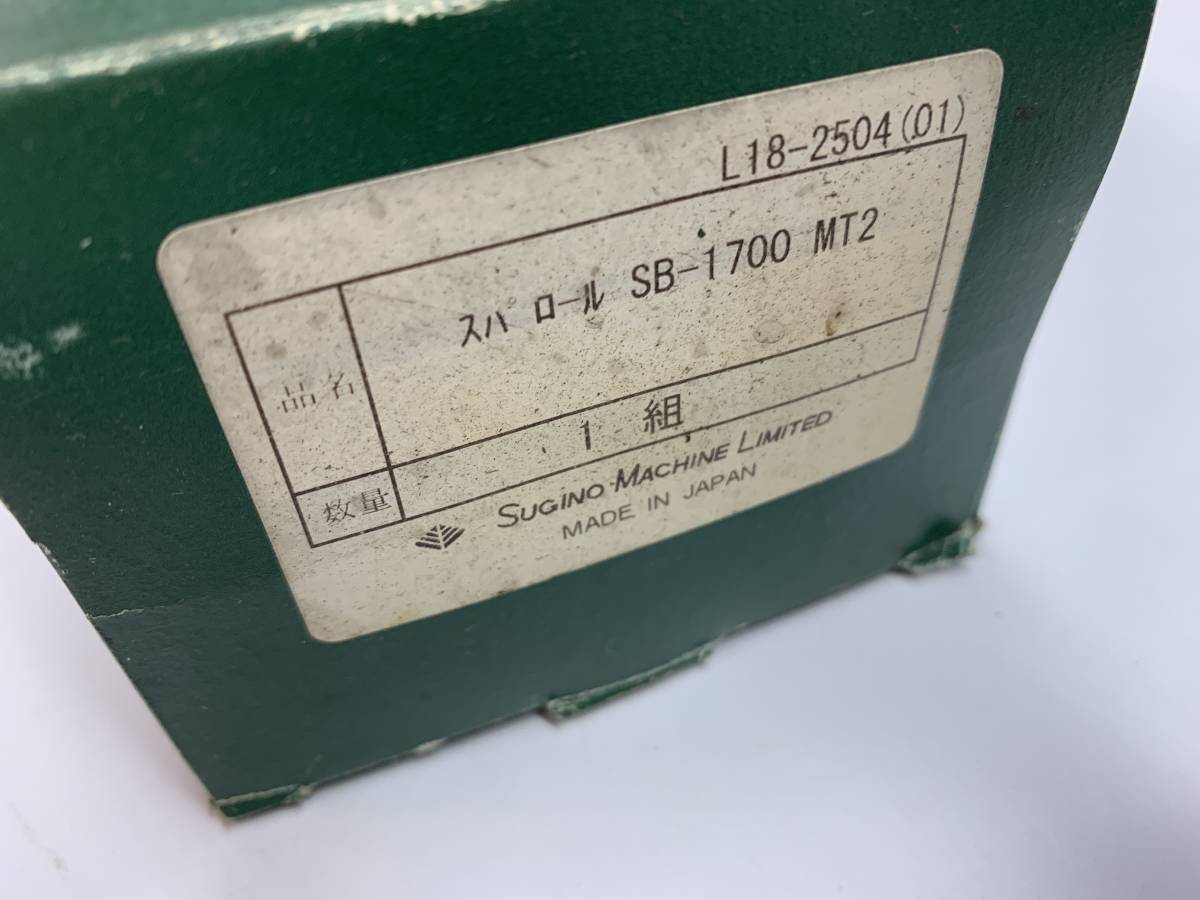 L18-2504(01)
品名 スパ ロール SB-1700 MT2
数量 1 組
SUGINO MACHINE LIMITED
MADE IN JAPAN